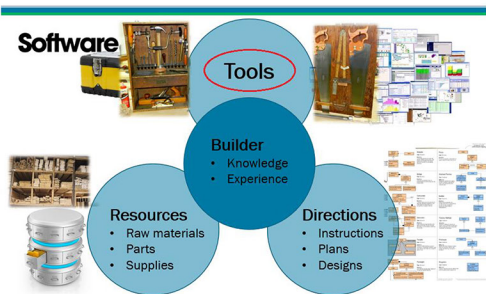 Software
Tools
Builder
• Knowledge
• Experience
Resources
• Raw materials
• Parts
• Supplies
Directions
• Instructions
• Plans
• Designs